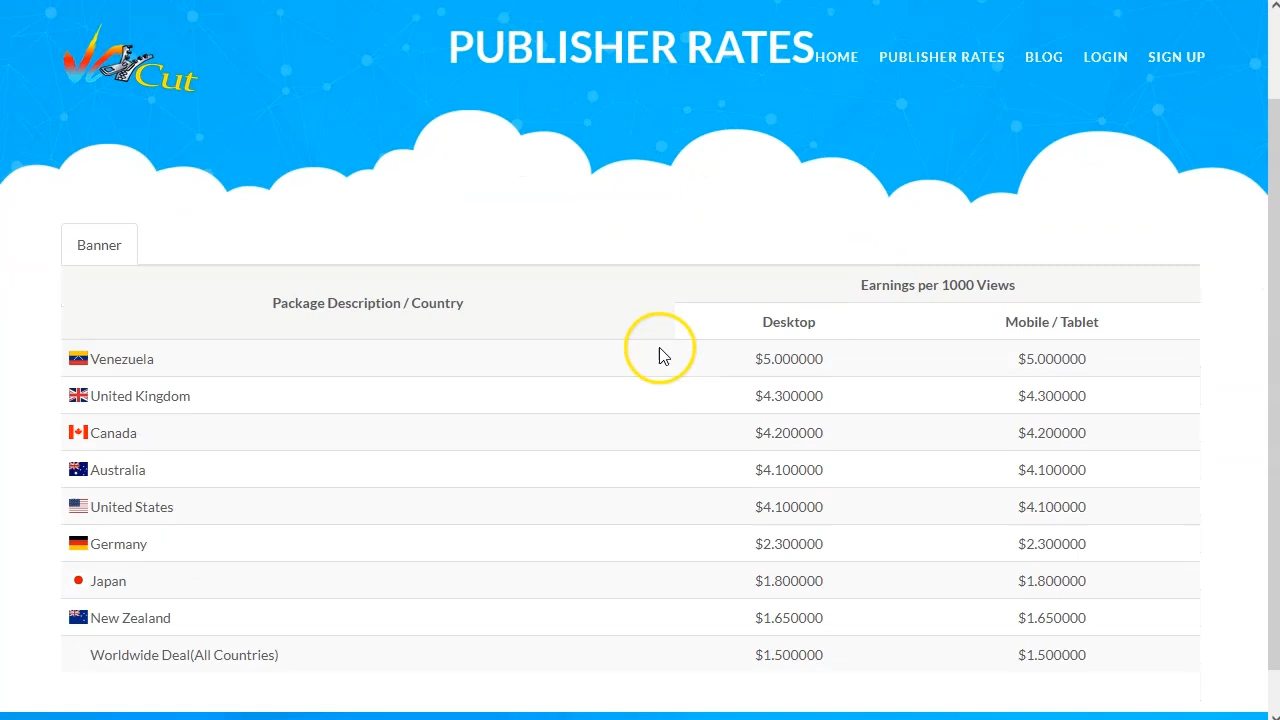 PUBLISHER RATES
HOME PUBLISHER RATES BLOG LOGIN SIGN UP
Cut
Banner
Package Description / Country
Earnings per 1000 Views
Desktop Mobile / Tablet
Venezuela $5.000000 $5.000000
United Kingdom $4.300000 $4.300000
Canada $4.200000 $4.200000
Australia $4.100000 $4.100000
United States $4.100000 $4.100000
Germany $2.300000 $2.300000
Japan $1.800000 $1.800000
New Zealand $1.650000 $1.650000
Worldwide Deal(All Countries) $1.500000 $1.500000